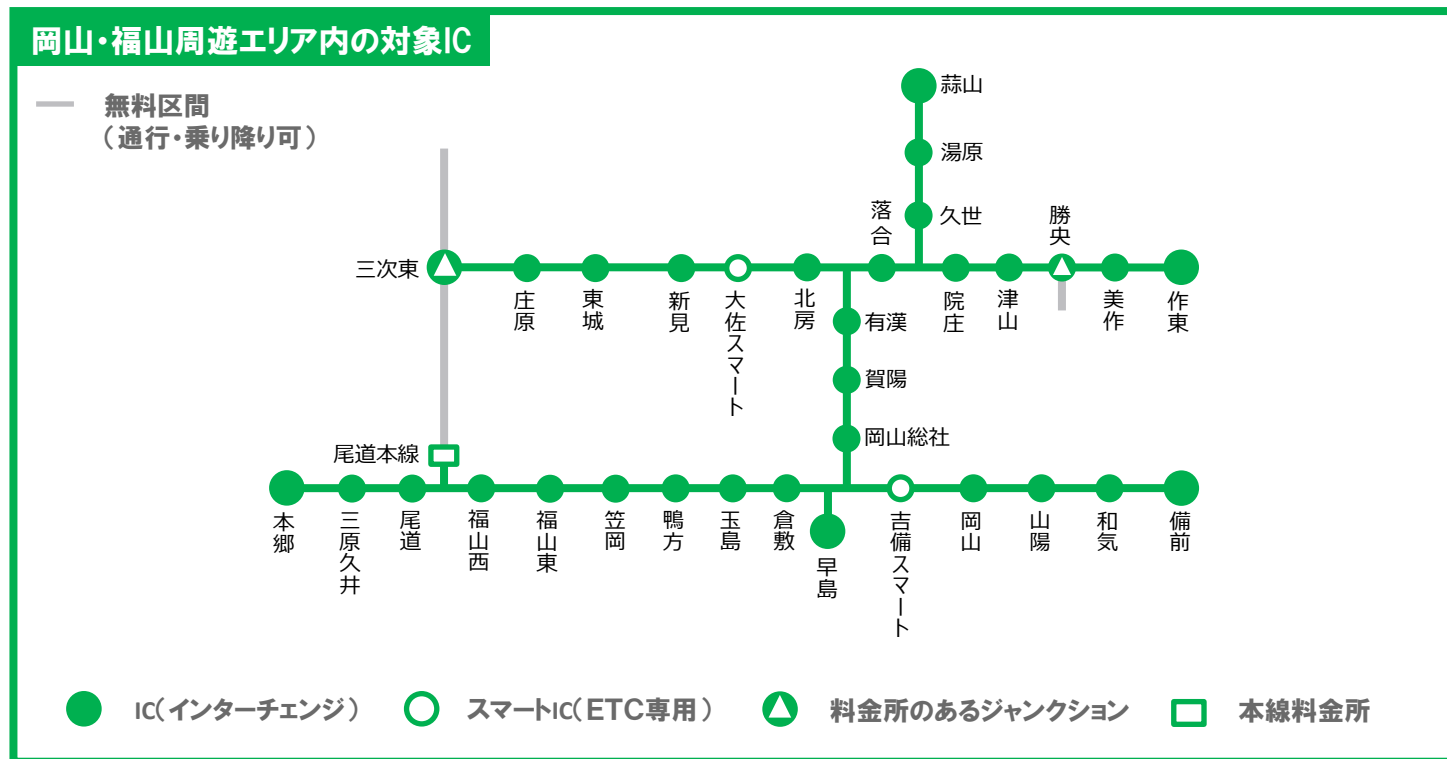 岡山・福山周遊エリア内の対象IC
無料区間
（通行・乗り降り可）
蒜山
湯原
久世
落合
勝央
三次東
庄原
東城
新見
大佐スマート
北房
院庄
津山
美作
作東
有漢
賀陽
岡山総社
尾道本線
本郷
三原久井
尾道
福山西
福山東
笠岡
鴨方
玉島
倉敷
早島
吉備スマート
岡山
山陽
和気
備前
IC（インターチェンジ）
スマートIC（ETC専用）
料金所のあるジャンクション
本線料金所